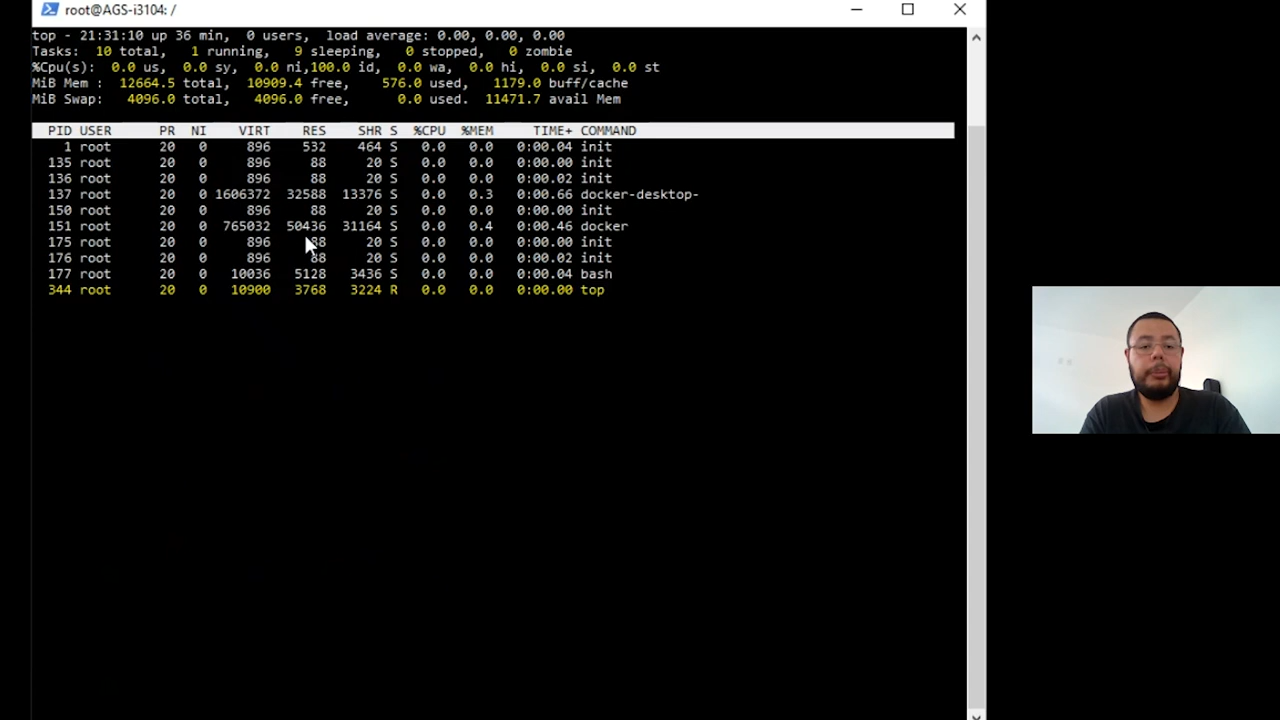 root@AGS-i3104: /
top - 21:31:10 up 36 min, 0 users, load average: 0.00, 0.00, 0.00
Tasks: 10 total, 1 running, 9 sleeping, 0 stopped, 0 zombie
%Cpu(s): 0.0 us, 0.0 sy, 0.0 ni,100.0 id, 0.0 wa, 0.0 hi, 0.0 si, 0.0 st
MiB Mem : 12664.5 total, 10909.4 free, 576.0 used, 1179.0 buff/cache
MiB Swap: 4096.0 total, 4096.0 free, 0.0 used. 11471.7 avail Mem
PID USER PR NI VIRT RES SHR S %CPU %MEM TIME+ COMMAND
1 root 20 0 896 532 464 S 0.0 0.0 0:00.04 init
135 root 20 0 896 88 20 S 0.0 0.0 0:00.00 init
136 root 20 0 896 88 20 S 0.0 0.0 0:00.02 init
137 root 20 0 1606372 32588 13376 S 0.0 0.3 0:00.66 docker-desktop-
150 root 20 0 896 88 20 S 0.0 0.0 0:00.00 init
151 root 20 0 765032 50436 31164 S 0.0 0.4 0:00.46 docker
175 root 20 0 896 88 20 S 0.0 0.0 0:00.00 init
176 root 20 0 896 88 20 S 0.0 0.0 0:00.02 init
177 root 20 0 10036 5128 3436 S 0.0 0.0 0:00.04 bash
344 root 20 0 10900 3768 3224 R 0.0 0.0 0:00.00 top